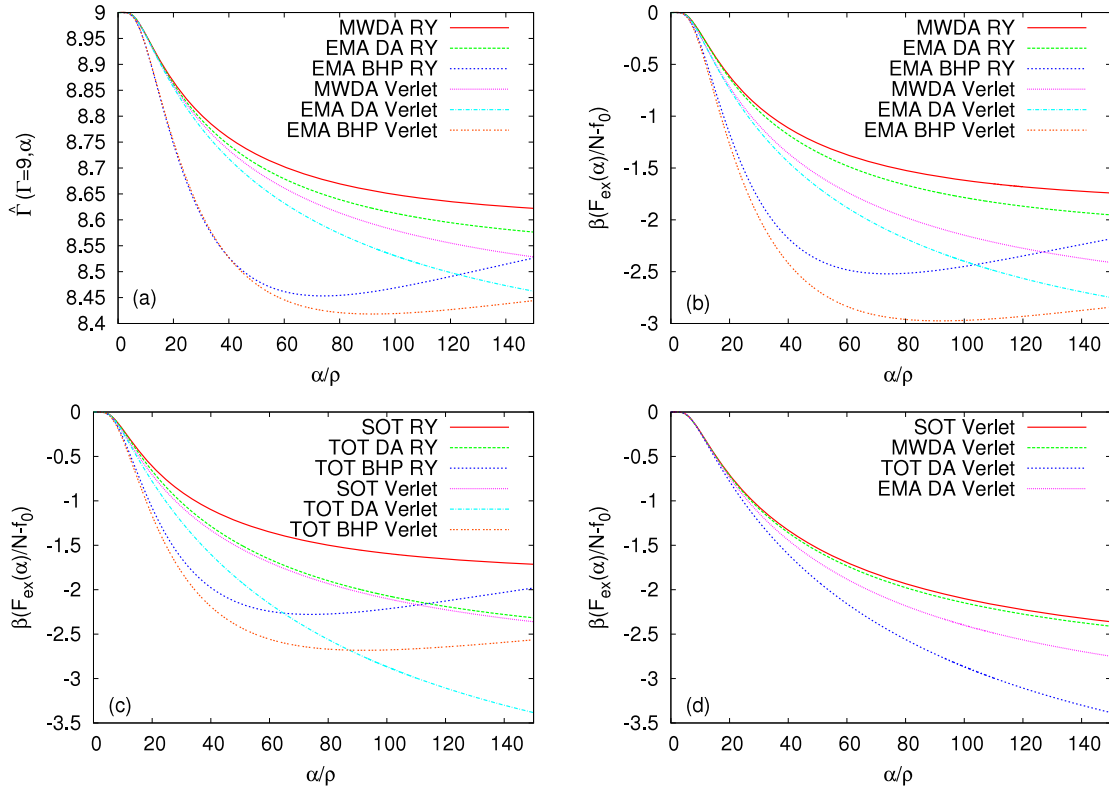 9
8.95
8.9
8.85
8.8
8.75
8.7
8.65
8.6
8.55
8.5
8.45
8.4
Γ̂ (Γ=9,α)
MWDA RY
EMA DA RY
EMA BHP RY
MWDA Verlet
EMA DA Verlet
EMA BHP Verlet
(a)
0 20 40 60 80 100 120 140
α/ρ
0
-0.5
-1
-1.5
-2
-2.5
-3
β(F_ex(α)/N-f_0)
MWDA RY
EMA DA RY
EMA BHP RY
MWDA Verlet
EMA DA Verlet
EMA BHP Verlet
(b)
0 20 40 60 80 100 120 140
α/ρ
0
-0.5
-1
-1.5
-2
-2.5
-3
-3.5
β(F_ex(α)/N-f_0)
SOT RY
TOT DA RY
TOT BHP RY
SOT Verlet
TOT DA Verlet
TOT BHP Verlet
(c)
0 20 40 60 80 100 120 140
α/ρ
0
-0.5
-1
-1.5
-2
-2.5
-3
-3.5
β(F_ex(α)/N-f_0)
SOT Verlet
MWDA Verlet
TOT DA Verlet
EMA DA Verlet
(d)
0 20 40 60 80 100 120 140
α/ρ